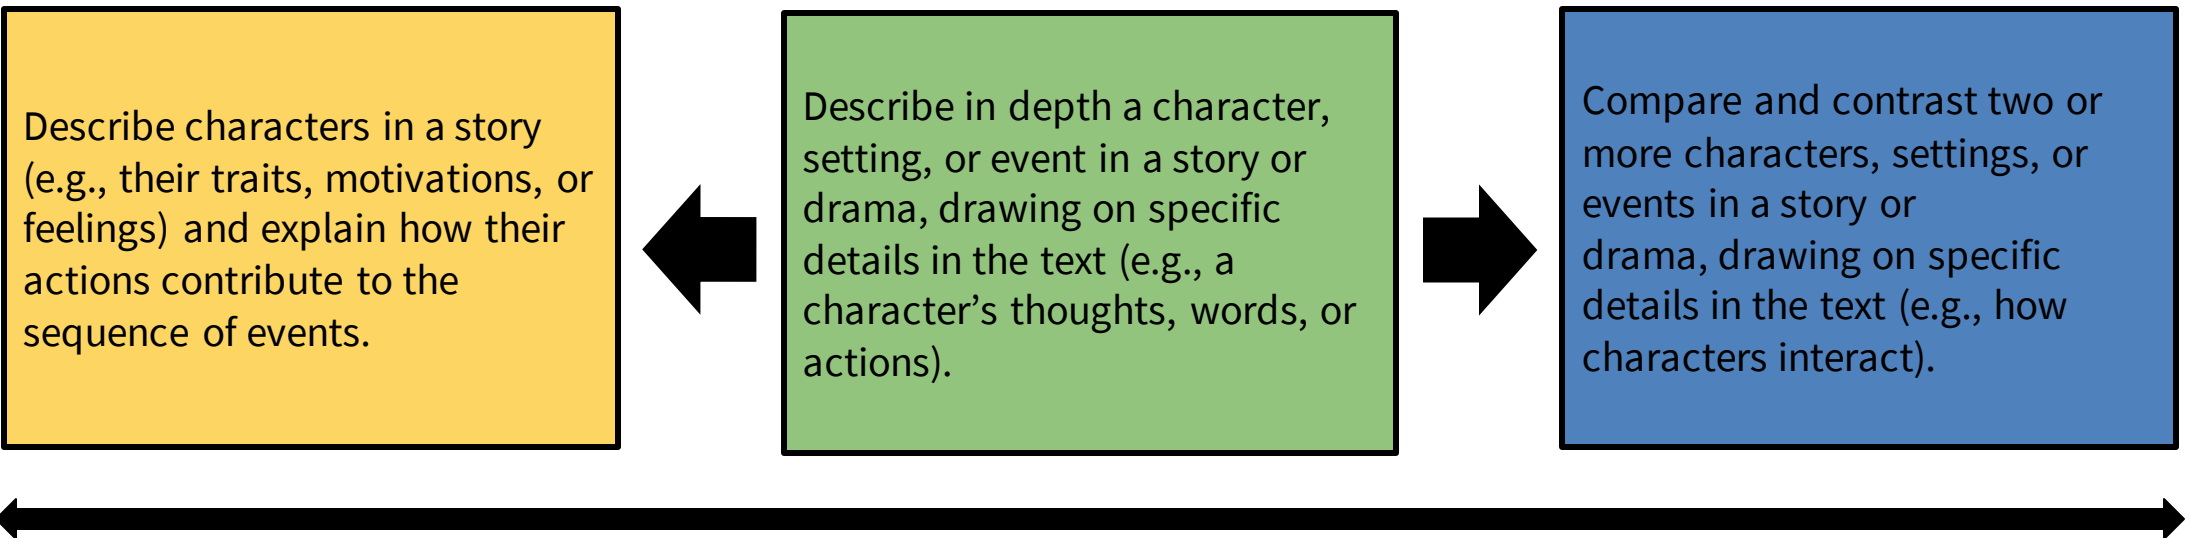 Describe characters in a story
(e.g., their traits, motivations, or
feelings) and explain how their
actions contribute to the
sequence of events.
Describe in depth a character,
setting, or event in a story or
drama, drawing on specific
details in the text (e.g., a
character’s thoughts, words, or
actions).
Compare and contrast two or
more characters, settings, or
events in a story or
drama, drawing on specific
details in the text (e.g., how
characters interact).